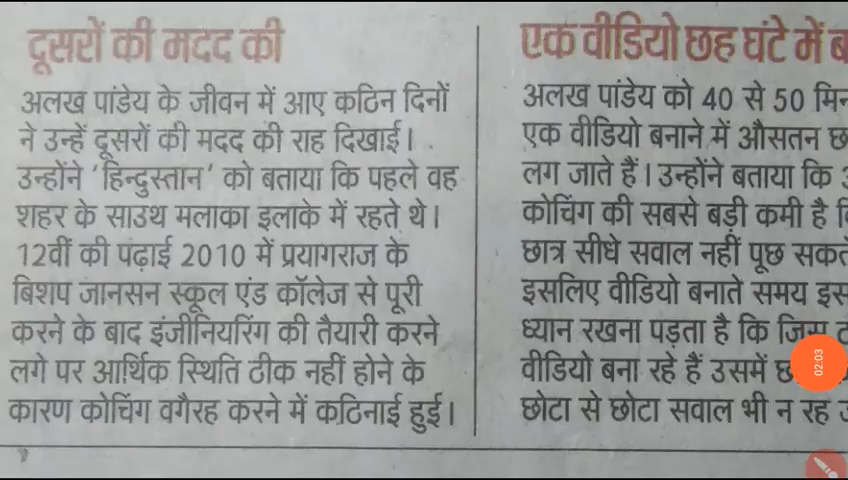 दूसरों की मदद की
अलख पांडेय के जीवन में आए कठिन दिनों
ने उन्हें दूसरों की मदद की राह दिखाई।
उन्होंने ‘हिन्दुस्तान’ को बताया कि पहले वह
शहर के साउथ मलाका इलाके में रहते थे।
12वीं की पढ़ाई 2010 में प्रयागराज के
बिशप जानसन स्कूल एंड कॉलेज से पूरी
करने के बाद इंजीनियरिंग की तैयारी करने
लगे पर आर्थिक स्थिति ठीक नहीं होने के
कारण कोचिंग वगैरह करने में कठिनाई हुई।
एक वीडियो छह घंटे में
अलख पांडेय को 40 से 50
एक वीडियो बनाने में औसतन
लग जाते हैं। उन्होंने बताया कि
कोचिंग की सबसे बड़ी कमी है
छात्र सीधे सवाल नहीं पूछ
इसलिए वीडियो बनाते समय
ध्यान रखना पड़ता है कि जिस
वीडियो बना रहे हैं उसमें
छोटा से छोटा सवाल भी न रह
02:03